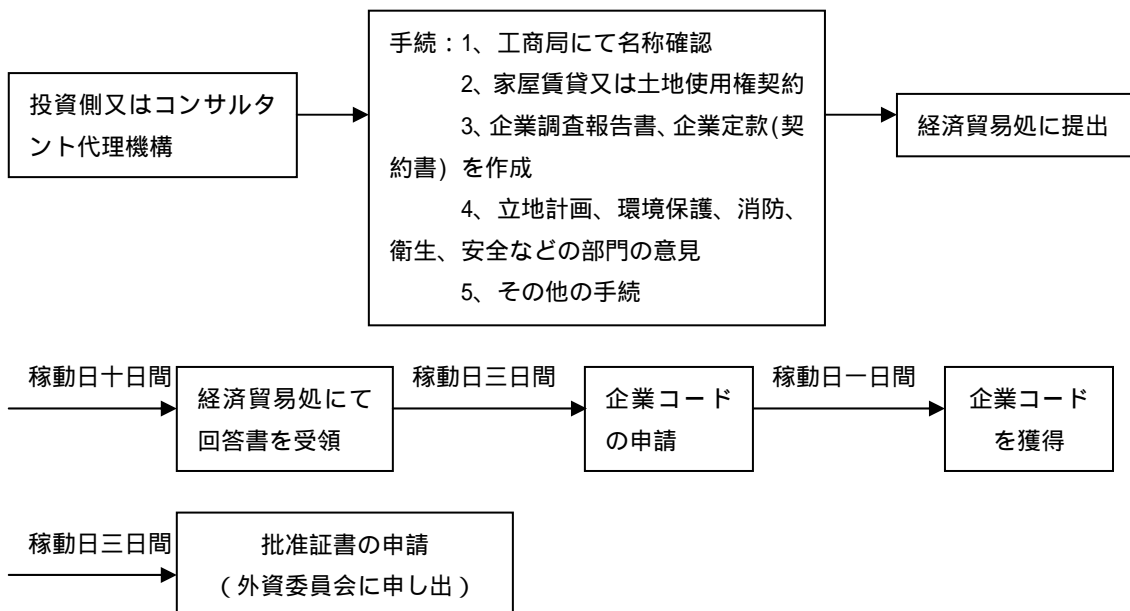 投資側又はコンサルタ
ント代理機構
手続：1、工商局にて名称確認
2、家屋賃貸又は土地使用権契約
3、企業調査報告書、企業定款(契
約書) を作成
4、立地計画、環境保護、消防、
衛生、安全などの部門の意見
5、その他の手続
経済貿易処に提出
稼動日十日間
経済貿易処にて
回答書を受領
稼動日三日間
企業コード
の申請
稼動日一日間
企業コード
を獲得
稼動日三日間
批准証書の申請
（外資委員会に申し出）